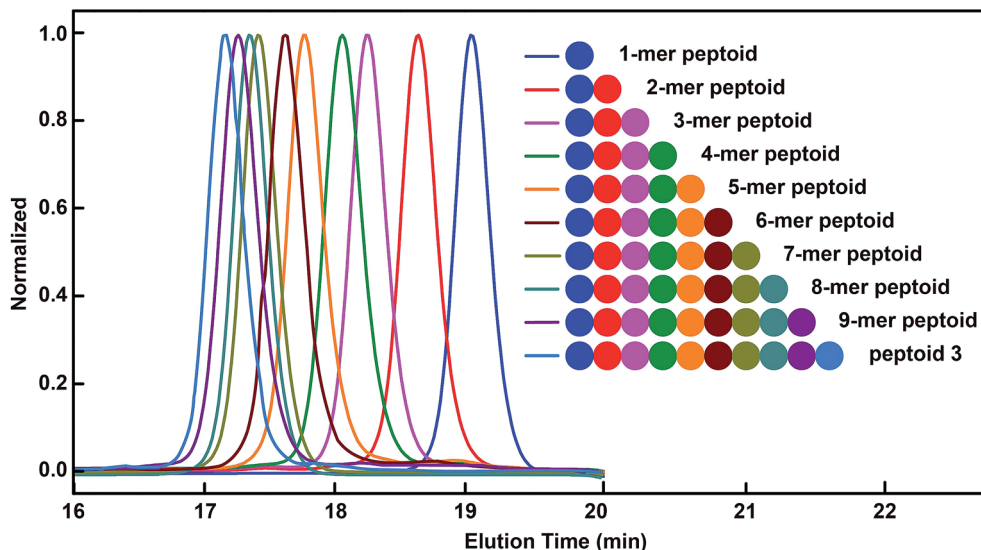 1.0
0.8
0.6
0.4
0.2
0.0
Normalized
16
17
18
19
20
21
22
Elution Time (min)
1-mer peptoid
2-mer peptoid
3-mer peptoid
4-mer peptoid
5-mer peptoid
6-mer peptoid
7-mer peptoid
8-mer peptoid
9-mer peptoid
peptoid 3